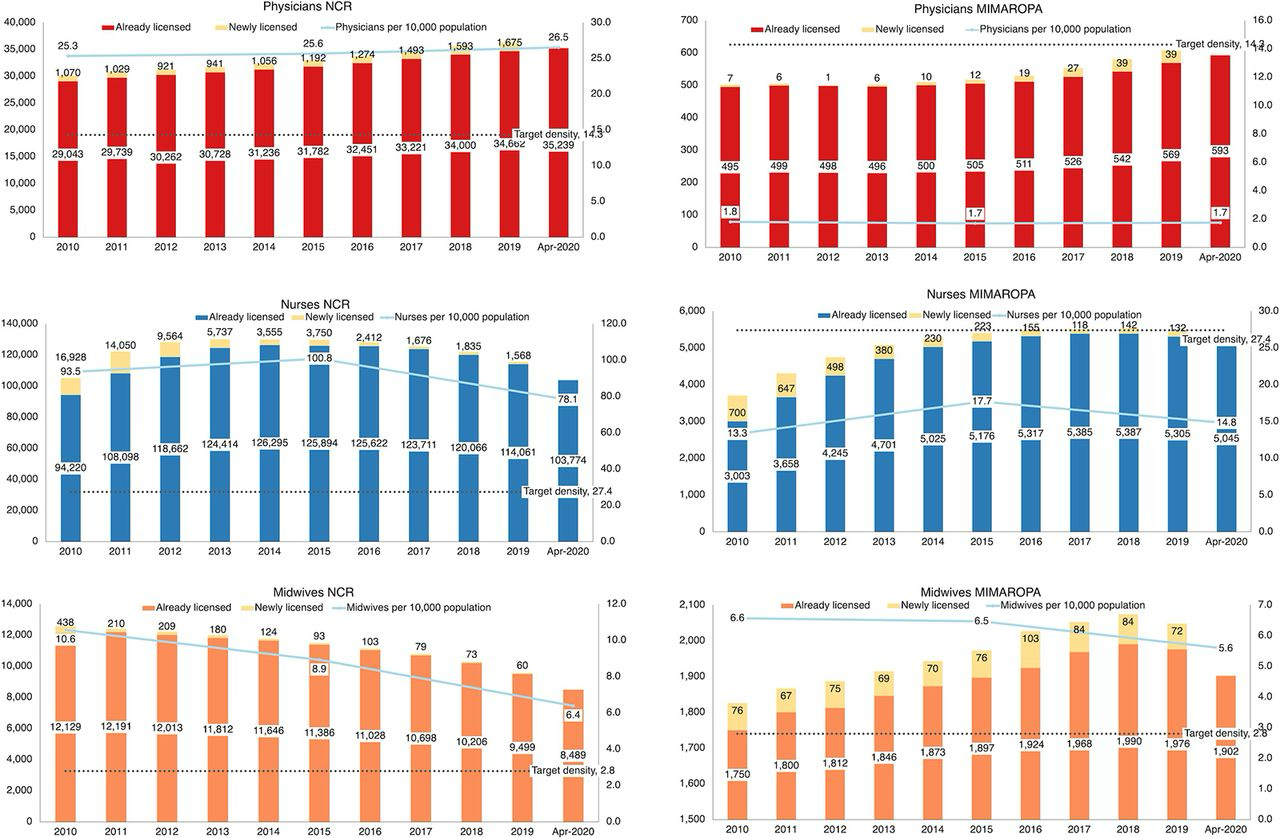 Physicians NCR
Already licensed Newly licensed Physicians per 10,000 population
40,000 35,000 30,000 25,000 20,000 15,000 10,000 5,000 0
30.0 25.0 20.0 15.0 10.0 5.0 0.0
25.3 25.6 26.5
1,070 1,029 921 941 1,056 1,192 1,274 1,493 1,593 1,675
Target density, 14.3
29,043 29,739 30,262 30,728 31,236 31,782 32,451 33,221 34,000 34,662 35,239
2010 2011 2012 2013 2014 2015 2016 2017 2018 2019 Apr-2020
Physicians MIMAROPA
Already licensed Newly licensed Physicians per 10,000 population
700 600 500 400 300 200 100 0
16.0 14.0 12.0 10.0 8.0 6.0 4.0 2.0 0.0
Target density, 14.3
7 6 1 6 10 12 19 27 39 39
495 499 498 496 500 505 511 526 542 569 593
1.8 1.7 1.7
2010 2011 2012 2013 2014 2015 2016 2017 2018 2019 Apr-2020
Nurses NCR
Already licensed Newly licensed Nurses per 10,000 population
140,000 120,000 100,000 80,000 60,000 40,000 20,000 0
120.0 100.0 80.0 60.0 40.0 20.0 0.0
16,928 14,050 9,564 5,737 3,555 3,750 2,412 1,676 1,835 1,568
93.5 100.8 78.1
94,220 108,098 118,662 124,414 126,295 125,894 125,622 123,711 120,066 114,061 103,774
Target density, 27.4
2010 2011 2012 2013 2014 2015 2016 2017 2018 2019 Apr-2020
Nurses MIMAROPA
Already licensed Newly licensed Nurses per 10,000 population
6,000 5,000 4,000 3,000 2,000 1,000 0
30.0 25.0 20.0 15.0 10.0 5.0 0.0
700 647 498 380 230 223 155 118 142 132
Target density, 27.4
13.3 17.7 14.8
3,003 3,658 4,245 4,701 5,025 5,176 5,317 5,385 5,387 5,305 5,045
2010 2011 2012 2013 2014 2015 2016 2017 2018 2019 Apr-2020
Midwives NCR
Already licensed Newly licensed Midwives per 10,000 population
14,000 12,000 10,000 8,000 6,000 4,000 2,000 0
12.0 10.0 8.0 6.0 4.0 2.0 0.0
438 210 209 180 124 93 103 79 73 60
10.6 8.9 6.4
12,129 12,191 12,013 11,812 11,646 11,386 11,028 10,698 10,206 9,499 8,489
Target density, 2.8
2010 2011 2012 2013 2014 2015 2016 2017 2018 2019 Apr-2020
Midwives MIMAROPA
Already licensed Newly licensed Midwives per 10,000 population
2,100 2,000 1,900 1,800 1,700 1,600 1,500
7.0 6.0 5.0 4.0 3.0 2.0 1.0 0.0
6.6 6.5 5.6
76 67 75 69 70 76 103 84 84 72
Target density, 2.8
1,750 1,800 1,812 1,846 1,873 1,897 1,924 1,968 1,990 1,976 1,902
2010 2011 2012 2013 2014 2015 2016 2017 2018 2019 Apr-2020